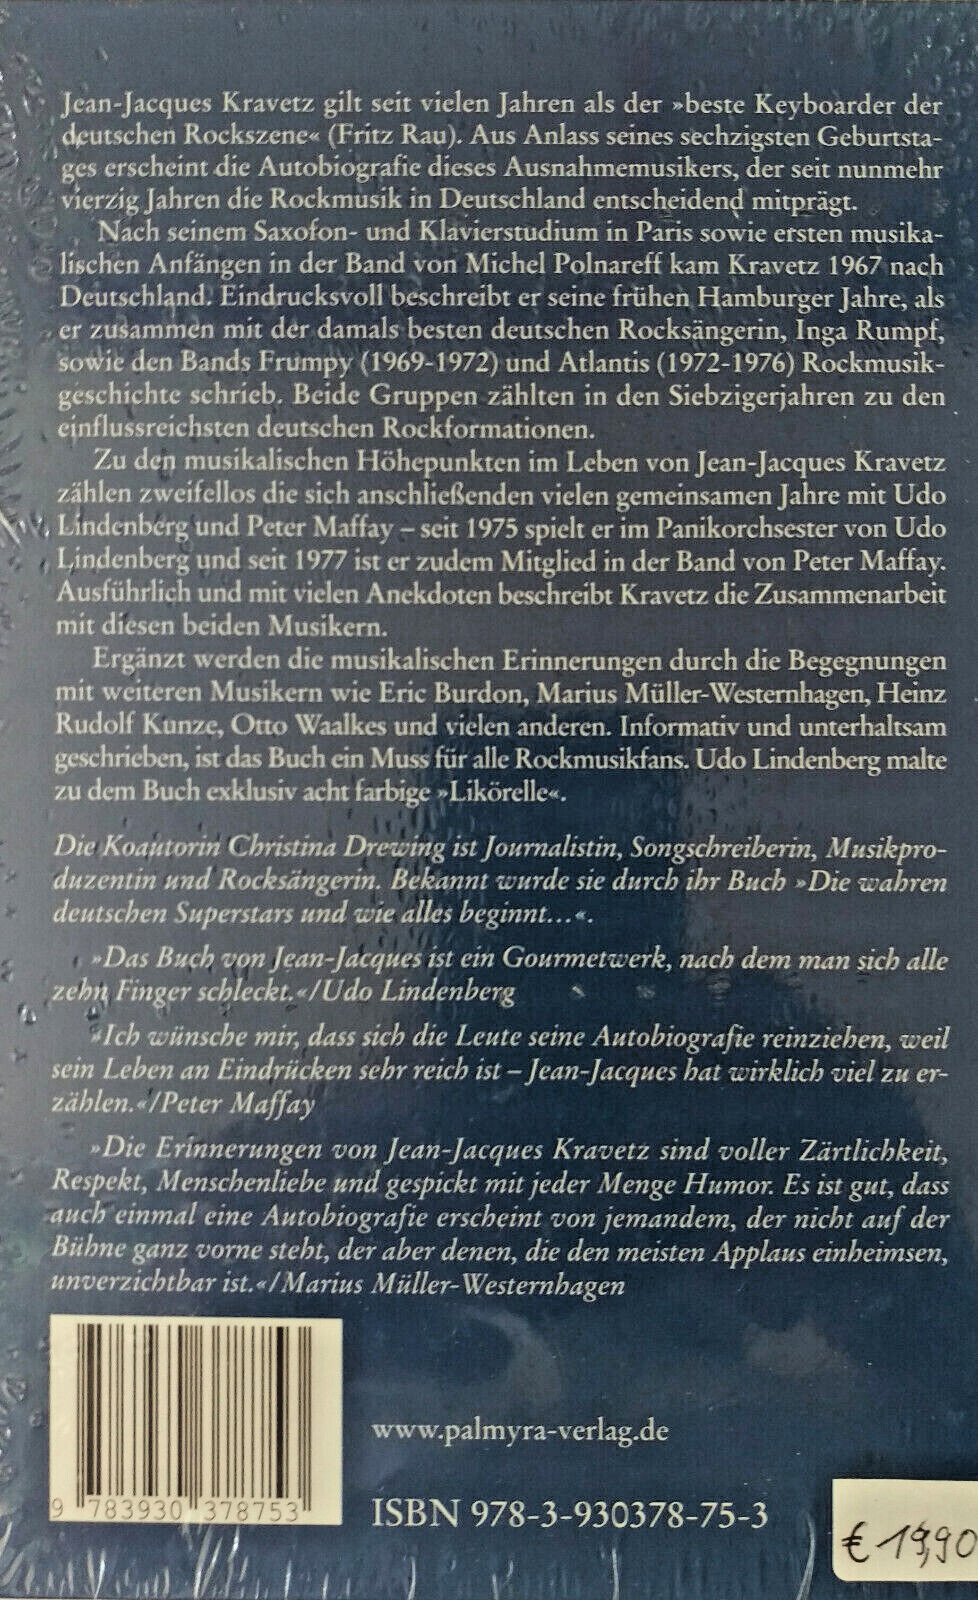 Jean-Jacques Kravetz gilt seit vielen Jahren als der »beste Keyboarder der
deutschen Rockszene« (Fritz Rau). Aus Anlass seines sechzigsten Geburtsta-
ges erscheint die Autobiografie dieses Ausnahmemusikers, der seit nunmehr
vierzig Jahren die Rockmusik in Deutschland entscheidend mitprägt.
Nach seinem Saxofon- und Klavierstudium in Paris sowie ersten musika-
lischen Anfängen in der Band von Michel Polnareff kam Kravetz 1967 nach
Deutschland. Eindrucksvoll beschreibt er seine frühen Hamburger Jahre, als
er zusammen mit der damals besten deutschen Rocksängerin, Inga Rumpf,
sowie den Bands Frumpy (1969-1972) und Atlantis (1972-1976) Rockmusik-
geschichte schrieb. Beide Gruppen zählten in den Siebzigerjahren zu den
einflussreichsten deutschen Rockformationen.
Zu den musikalischen Höhepunkten im Leben von Jean-Jacques Kravetz
zählen zweifellos die sich anschließenden vielen gemeinsamen Jahre mit Udo
Lindenberg und Peter Maffay – seit 1975 spielt er im Panikorchsester von Udo
Lindenberg und seit 1977 ist er zudem Mitglied in der Band von Peter Maffay.
Ausführlich und mit vielen Anekdoten beschreibt Kravetz die Zusammenarbeit
mit diesen beiden Musikern.
Ergänzt werden die musikalischen Erinnerungen durch die Begegnungen
mit weiteren Musikern wie Eric Burdon, Marius Müller-Westernhagen, Heinz
Rudolf Kunze, Otto Waalkes und vielen anderen. Informativ und unterhaltsam
geschrieben, ist das Buch ein Muss für alle Rockmusikfans. Udo Lindenberg malte
zu dem Buch exklusiv acht farbige »Likörelle«.
Die Koautorin Christina Drewing ist Journalistin, Songschreiberin, Musikpro-
duzentin und Rocksängerin. Bekannt wurde sie durch ihr Buch »Die wahren
deutschen Superstars und wie alles beginnt...«.
»Das Buch von Jean-Jacques ist ein Gourmetwerk, nach dem man sich alle
zehn Finger schleckt.«/Udo Lindenberg
»Ich wünsche mir, dass sich die Leute seine Autobiografie reinziehen, weil
sein Leben an Eindrücken sehr reich ist – Jean-Jacques hat wirklich viel zu er-
zählen.«/Peter Maffay
»Die Erinnerungen von Jean-Jacques Kravetz sind voller Zärtlichkeit,
Respekt, Menschenliebe und gespickt mit jeder Menge Humor. Es ist gut, dass
auch einmal eine Autobiografie erscheint von jemandem, der nicht auf der
Bühne ganz vorne steht, der aber denen, die den meisten Applaus einheimsen,
unverzichtbar ist.«/Marius Müller-Westernhagen
www.palmyra-verlag.de
9 783930 378753
ISBN 978-3-930378-75-3
€ 19,90